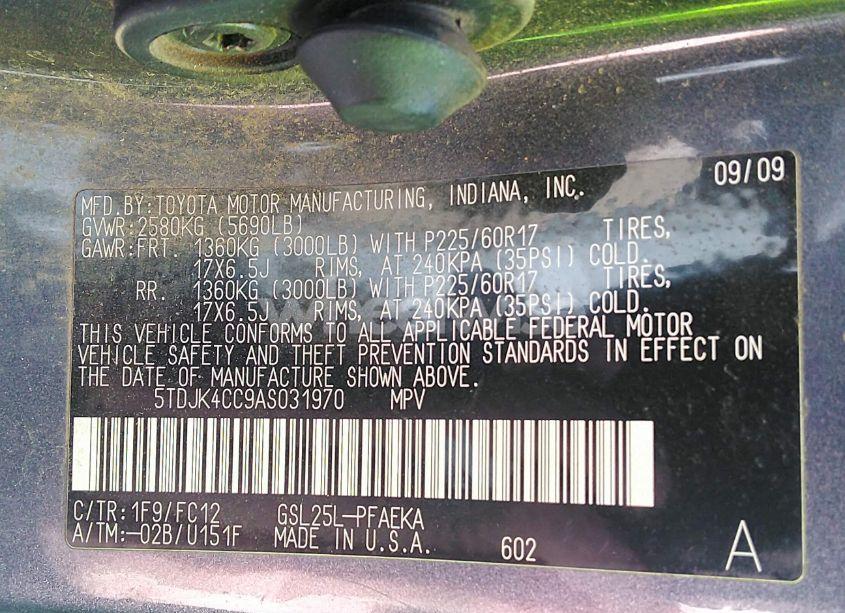 09/09
MFD.BY:TOYOTA MOTOR MANUFACTURING, INDIANA, INC.
GVWR:2580KG (5690LB)
GAWR:FRT. 1360KG (3000LB) WITH P225/60R17 TIRES,
17X6.5J RIMS, AT 240KPA (35PSI) COLD.
RR. 1360KG (3000LB) WITH P225/60R17 TIRES,
17X6.5J RIMS, AT 240KPA (35PSI) COLD.
THIS VEHICLE CONFORMS TO ALL APPLICABLE FEDERAL MOTOR
VEHICLE SAFETY AND THEFT PREVENTION STANDARDS IN EFFECT ON
THE DATE OF MANUFACTURE SHOWN ABOVE.
5TDJK4CC9AS031970 MPV
C/TR:1F9/FC12 GSL25L-PFAEKA
A/TM:-02B/U151F MADE IN U.S.A. 602 A